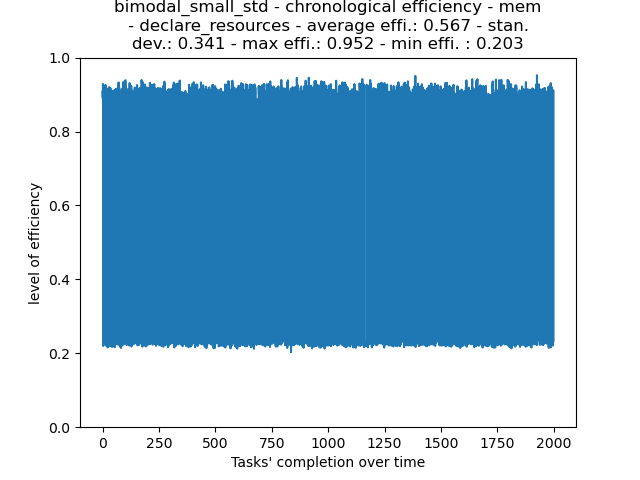 bimodal_small_std - chronological efficiency - mem
- declare_resources - average effi.: 0.567 - stan.
dev.: 0.341 - max effi.: 0.952 - min effi. : 0.203
1.0
0.8
0.6
0.4
0.2
0.0
level of efficiency
0 250 500 750 1000 1250 1500 1750 2000
Tasks' completion over time